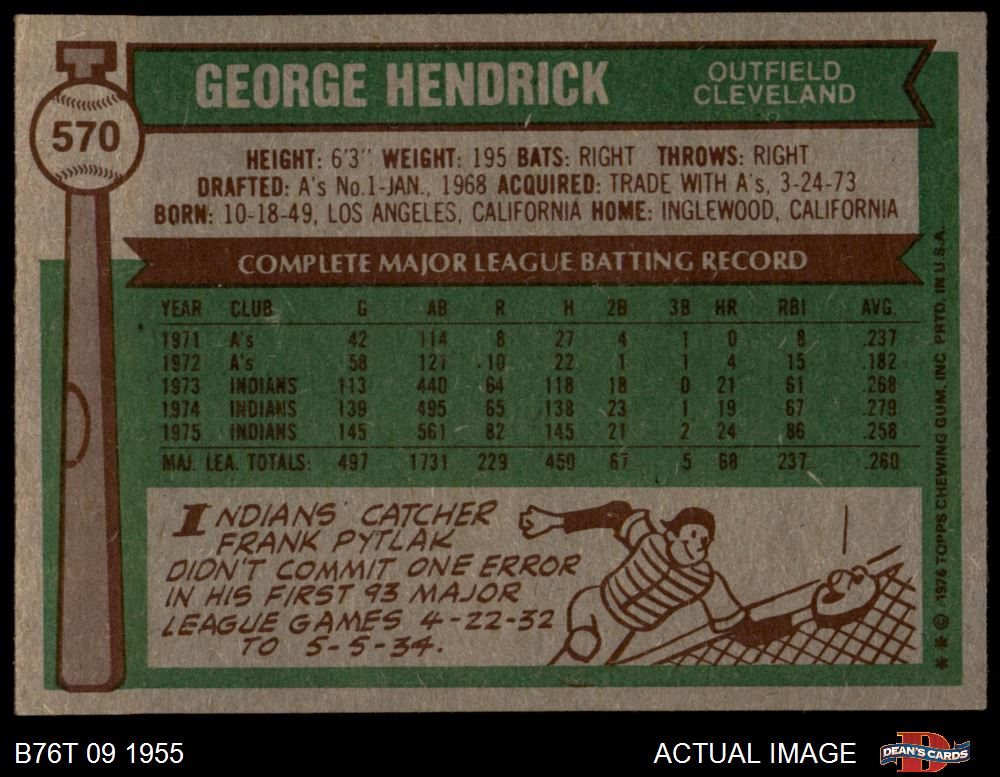 570
GEORGE HENDRICK
OUTFIELD
CLEVELAND
HEIGHT: 6'3" WEIGHT: 195 BATS: RIGHT THROWS: RIGHT
DRAFTED: A's No.1-JAN., 1968 ACQUIRED: TRADE WITH A's, 3-24-73
BORN: 10-18-49, LOS ANGELES, CALIFORNIA HOME: INGLEWOOD, CALIFORNIA
COMPLETE MAJOR LEAGUE BATTING RECORD
YEAR CLUB G AB R H 2B 3B HR RBI AVG.
1971 A's 42 114 8 27 4 1 0 8 .237
1972 A's 58 121 10 22 1 1 4 15 .182
1973 INDIANS 113 440 64 118 18 0 21 61 .268
1974 INDIANS 139 495 65 138 23 1 19 67 .279
1975 INDIANS 145 561 82 145 21 2 24 86 .258
MAJ. LEA. TOTALS: 497 1731 229 450 67 5 68 237 .260
INDIANS' CATCHER
FRANK PYTLAK
DIDN'T COMMIT ONE ERROR
IN HIS FIRST 93 MAJOR
LEAGUE GAMES 4-22-32
TO 5-5-34.
** © 1976 TOPPS CHEWING GUM, INC PRTD. IN U.S.A.
B76T 09 1955
ACTUAL IMAGE
DEAN'S CARDS